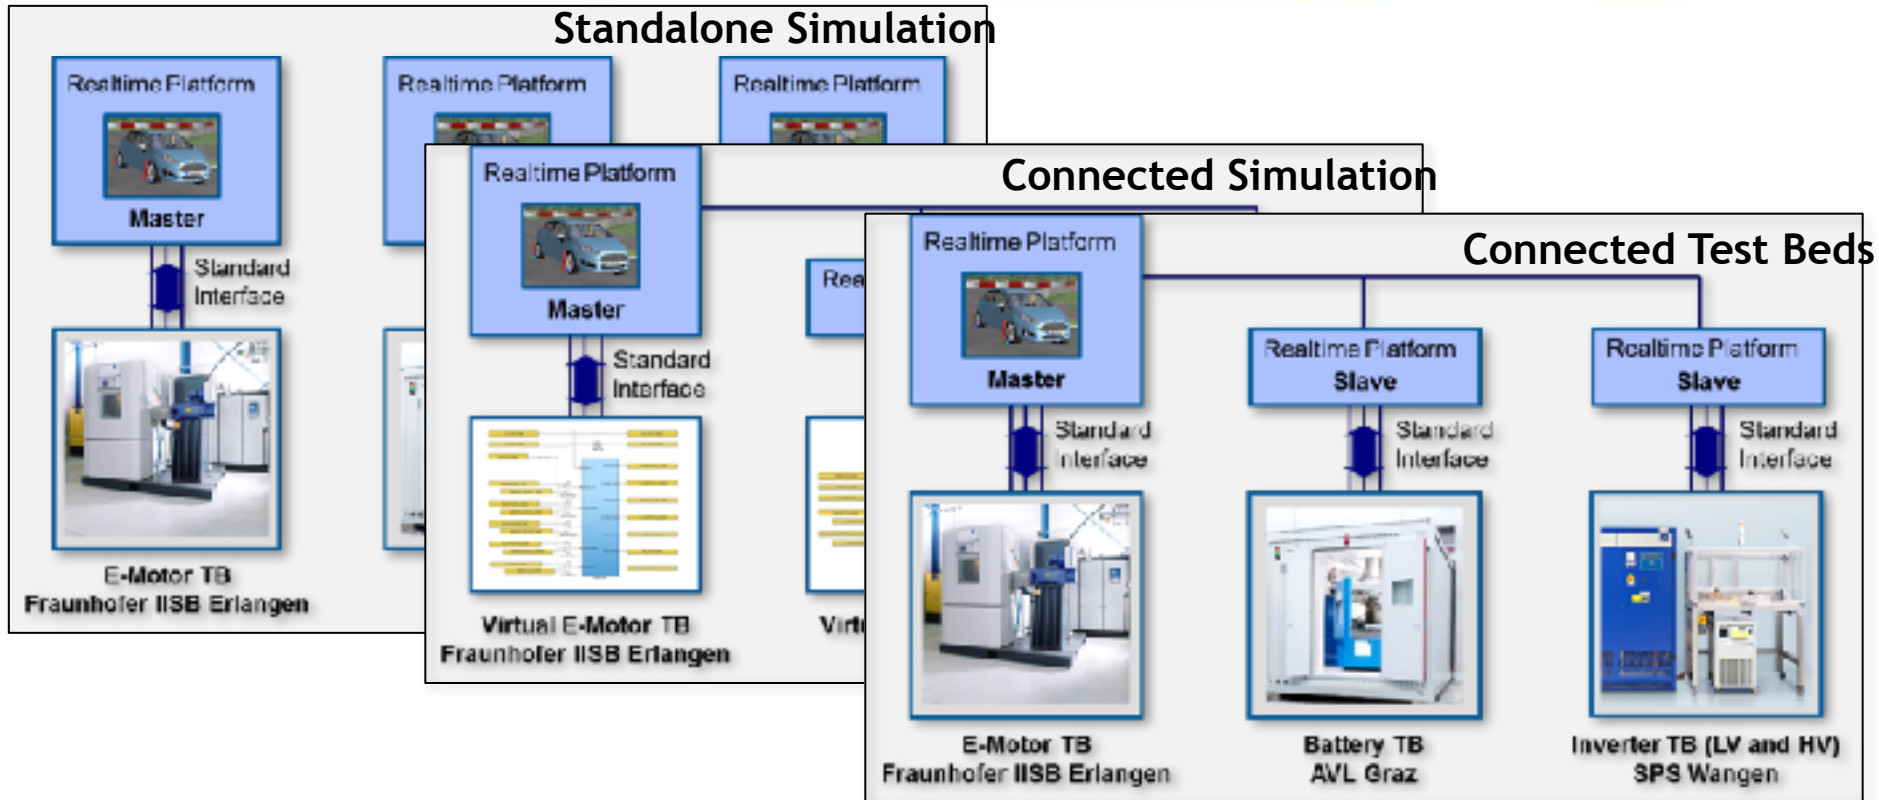 Standalone Simulation
Realtime Platform
Master
Standard
Interface
E-Motor TB
Fraunhofer IISB Erlangen
Realtime Platform
Realtime Platform
Connected Simulation
Realtime Platform
Master
Standard
Interface
Virtual E-Motor TB
Fraunhofer IISB Erlangen
Connected Test Beds
Realtime Platform
Master
Standard
Interface
E-Motor TB
Fraunhofer IISB Erlangen
Realtime Platform
Slave
Standard
Interface
Battery TB
AVL Graz
Realtime Platform
Slave
Standard
Interface
Inverter TB (LV and HV)
SPS Wangen